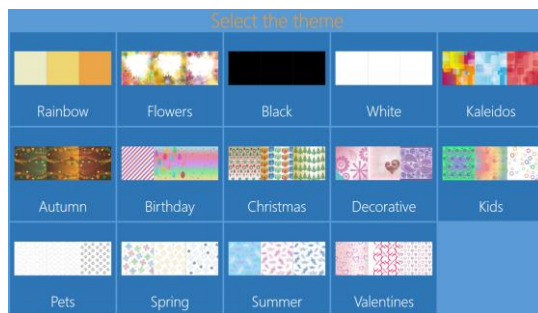 Select the theme
Rainbow
Flowers
Black
White
Kaleidos
Autumn
Birthday
Christmas
Decorative
Kids
Pets
Spring
Summer
Valentines